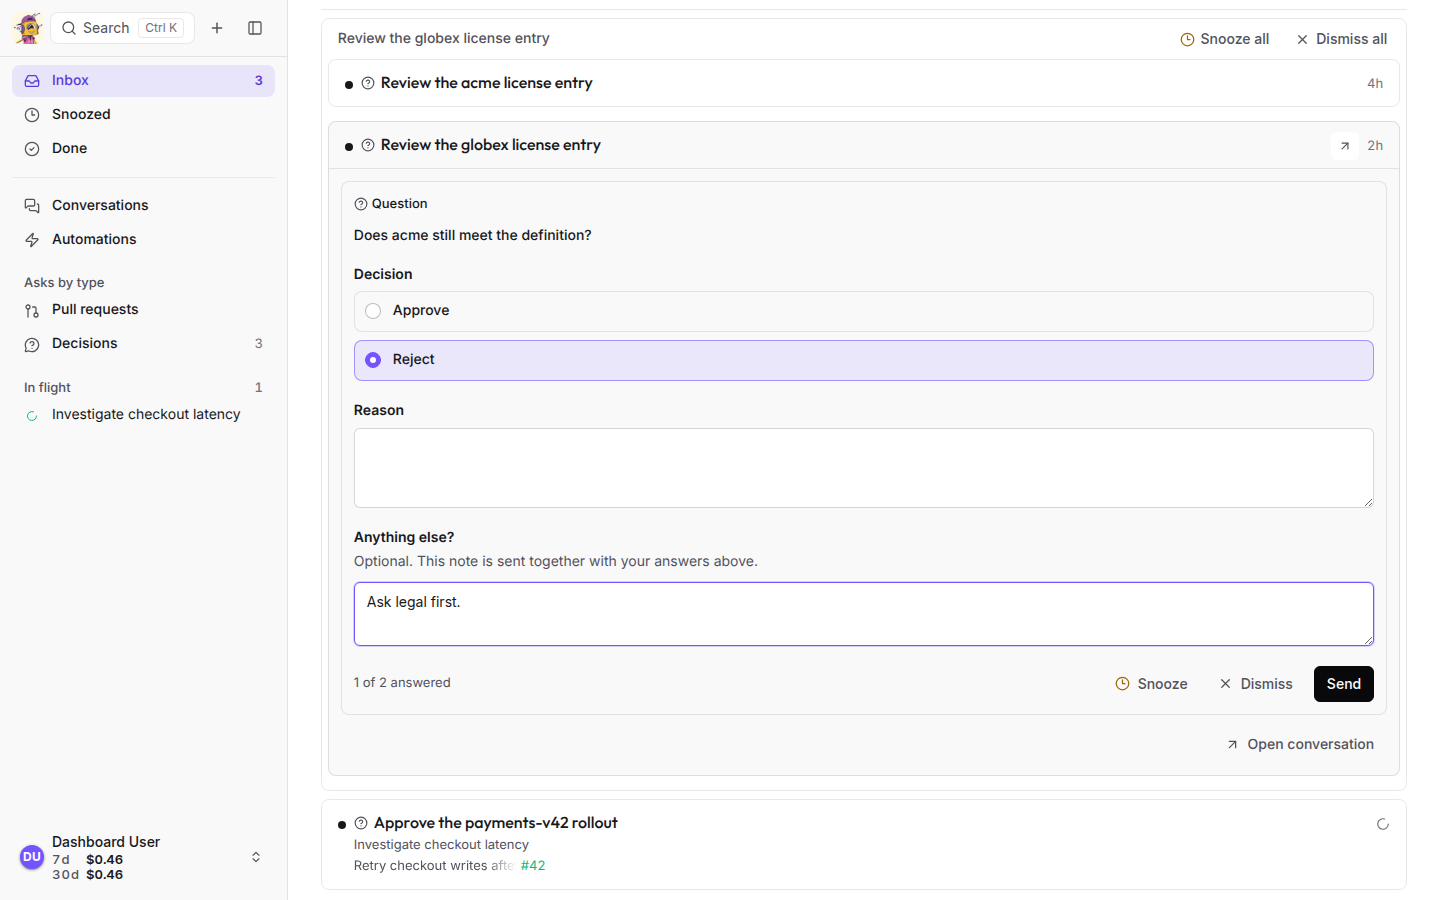 Search Ctrl K
Inbox 3
Snoozed
Done
Conversations
Automations
Asks by type
Pull requests
Decisions 3
In flight 1
Investigate checkout latency
DU
Dashboard User
7d $0.46
30d $0.46
Review the globex license entry
Snooze all
Dismiss all
Review the acme license entry 4h
Review the globex license entry 2h
Question
Does acme still meet the definition?
Decision
Approve
Reject
Reason
Anything else?
Optional. This note is sent together with your answers above.
Ask legal first.
1 of 2 answered
Snooze
Dismiss
Send
Open conversation
Approve the payments-v42 rollout
Investigate checkout latency
Retry checkout writes afte #42